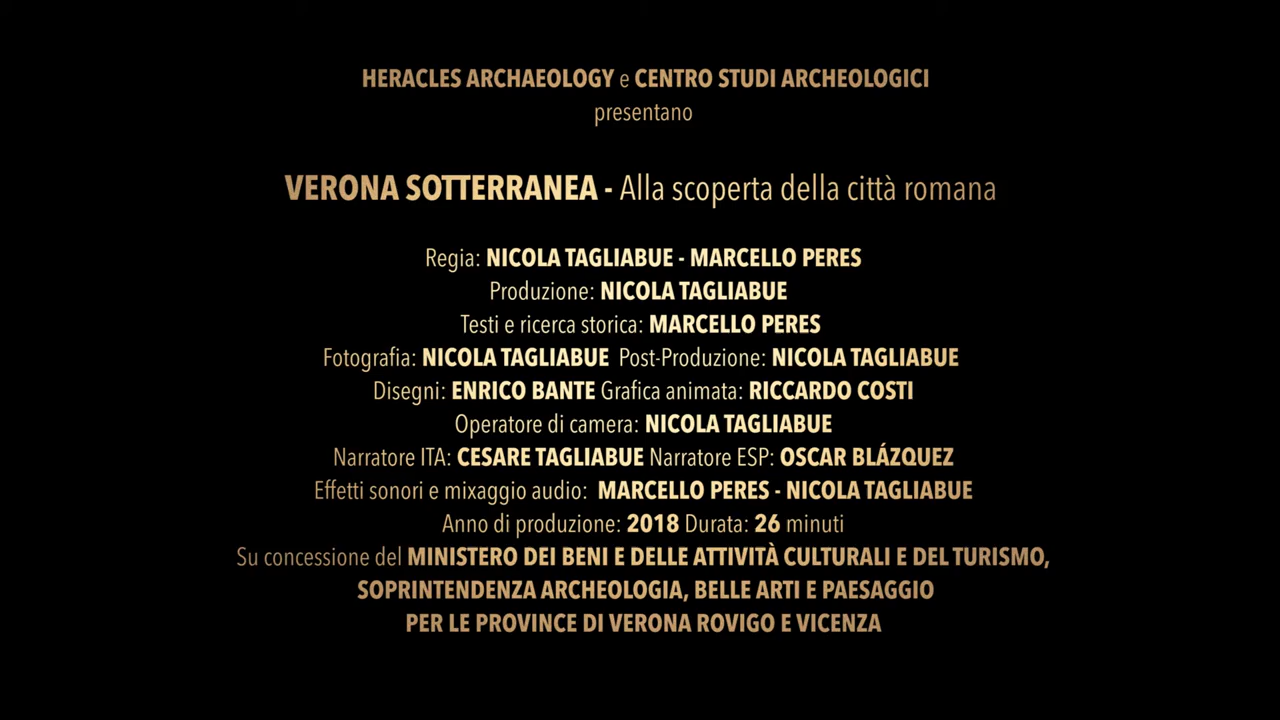 HERACLES ARCHAEOLOGY e CENTRO STUDI ARCHEOLOGICI
presentano
VERONA SOTTERRANEA - Alla scoperta della città romana
Regia: NICOLA TAGLIABUE - MARCELLO PERES
Produzione: NICOLA TAGLIABUE
Testi e ricerca storica: MARCELLO PERES
Fotografia: NICOLA TAGLIABUE Post-Produzione: NICOLA TAGLIABUE
Disegni: ENRICO BANTE Grafica animata: RICCARDO COSTI
Operatore di camera: NICOLA TAGLIABUE
Narratore ITA: CESARE TAGLIABUE Narratore ESP: OSCAR BLÁZQUEZ
Effetti sonori e mixaggio audio: MARCELLO PERES - NICOLA TAGLIABUE
Anno di produzione: 2018 Durata: 26 minuti
Su concessione del MINISTERO DEI BENI E DELLE ATTIVITÀ CULTURALI E DEL TURISMO,
SOPRINTENDENZA ARCHEOLOGIA, BELLE ARTI E PAESAGGIO
PER LE PROVINCE DI VERONA ROVIGO E VICENZA